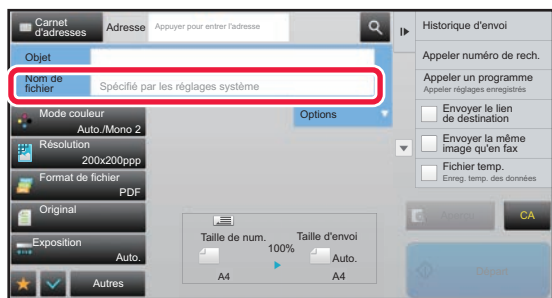 Carnet
d'adresses
Adresse
Appuyer pour entrer l'adresse
Objet
Nom de
fichier
Spécifié par les réglages système
Mode couleur
Auto./Mono 2
Résolution
200x200ppp
Format de fichier
PDF
Original
Exposition
Auto.
Autres
Options
Taille de num.
100%
Taille d'envoi
Auto.
A4
A4
Historique d'envoi
Appeler numéro de rech.
Appeler un programme
Appeler réglages enregistrés
Envoyer le lien
de destination
Envoyer la même
image qu'en fax
Fichier temp.
Enreg. temp. des données
Aperçu
CA
Départ